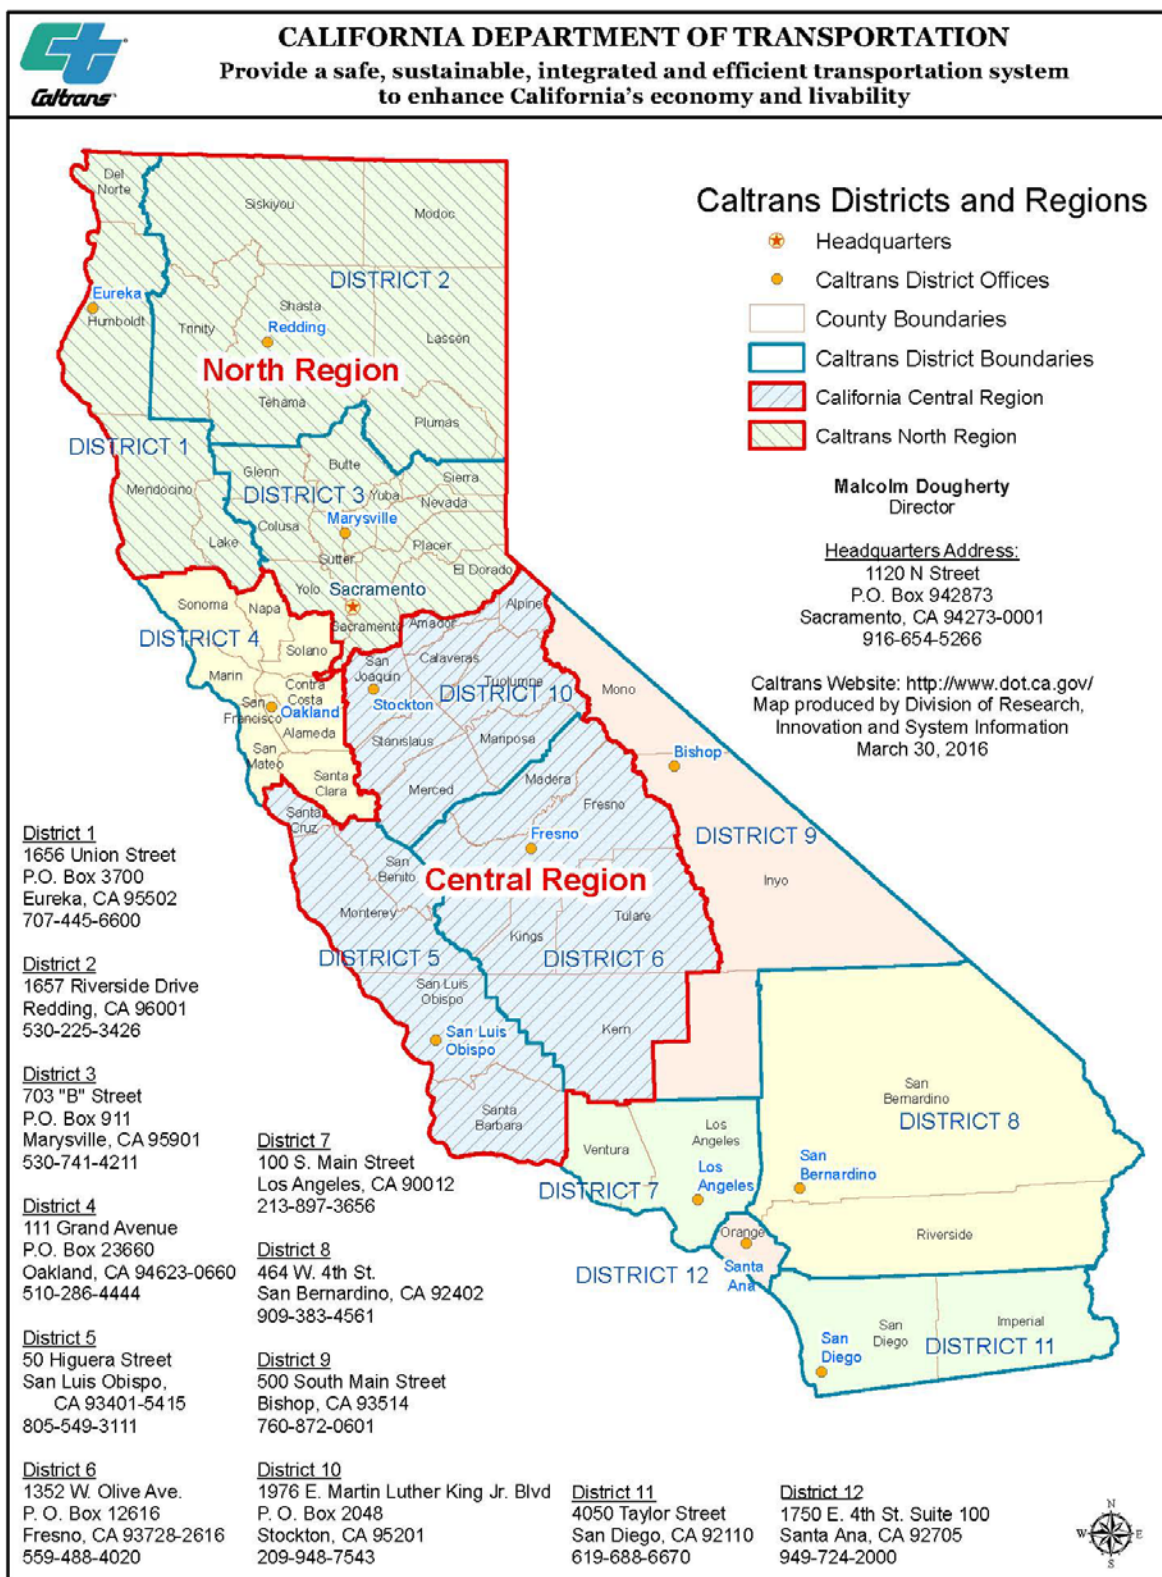 CALIFORNIA DEPARTMENT OF TRANSPORTATION
Provide a safe, sustainable, integrated and efficient transportation system
to enhance California's economy and livability
Caltrans
Caltrans Districts and Regions
Headquarters
Caltrans District Offices
County Boundaries
Caltrans District Boundaries
California Central Region
Caltrans North Region
Malcolm Dougherty
Director
Headquarters Address:
1120 N Street
P.O. Box 942873
Sacramento, CA 94273-0001
916-654-5266
Caltrans Website: http://www.dot.ca.gov/
Map produced by Division of Research,
Innovation and System Information
March 30, 2016
Del
Norte
Siskiyou
Modoc
DISTRICT 2
Eureka
Humboldt
Shasta
Trinity
Redding
Lassen
North Region
Tehama
Plumas
DISTRICT 1
Glenn
Butte
Sierra
Mendocino
DISTRICT 3
Yuba
Nevada
Colusa
Marysville
Lake
Sutter
Placer
El Dorado
Yolo
Sacramento
Sacramento
Sonoma
Napa
Amador
Alpine
DISTRICT 4
Solano
San
Joaquin
Calaveras
Marin
Contra
Costa
Tuolumne
DISTRICT 10
Mono
San
Francisco
Oakland
Stockton
Alameda
Stanislaus
Mariposa
San
Mateo
Bishop
Santa
Clara
Merced
Madera
Fresno
Santa
Cruz
Fresno
DISTRICT 9
San
Benito
Central Region
Inyo
Monterey
Tulare
Kings
DISTRICT 5
DISTRICT 6
San Luis
Obispo
San Luis
Obispo
Kern
Santa
Barbara
San
Bernardino
DISTRICT 8
Ventura
Los
Angeles
Los
Angeles
San
Bernardino
DISTRICT 7
Orange
Riverside
DISTRICT 12
Santa
Ana
San
Diego
Imperial
San
Diego
DISTRICT 11
District 1
1656 Union Street
P.O. Box 3700
Eureka, CA 95502
707-445-6600
District 2
1657 Riverside Drive
Redding, CA 96001
530-225-3426
District 3
703 "B" Street
P.O. Box 911
Marysville, CA 95901
530-741-4211
District 4
111 Grand Avenue
P.O. Box 23660
Oakland, CA 94623-0660
510-286-4444
District 5
50 Higuera Street
San Luis Obispo,
CA 93401-5415
805-549-3111
District 6
1352 W. Olive Ave.
P. O. Box 12616
Fresno, CA 93728-2616
559-488-4020
District 7
100 S. Main Street
Los Angeles, CA 90012
213-897-3656
District 8
464 W. 4th St.
San Bernardino, CA 92402
909-383-4561
District 9
500 South Main Street
Bishop, CA 93514
760-872-0601
District 10
1976 E. Martin Luther King Jr. Blvd
P. O. Box 2048
Stockton, CA 95201
209-948-7543
District 11
4050 Taylor Street
San Diego, CA 92110
619-688-6670
District 12
1750 E. 4th St. Suite 100
Santa Ana, CA 92705
949-724-2000
N
W
E
S